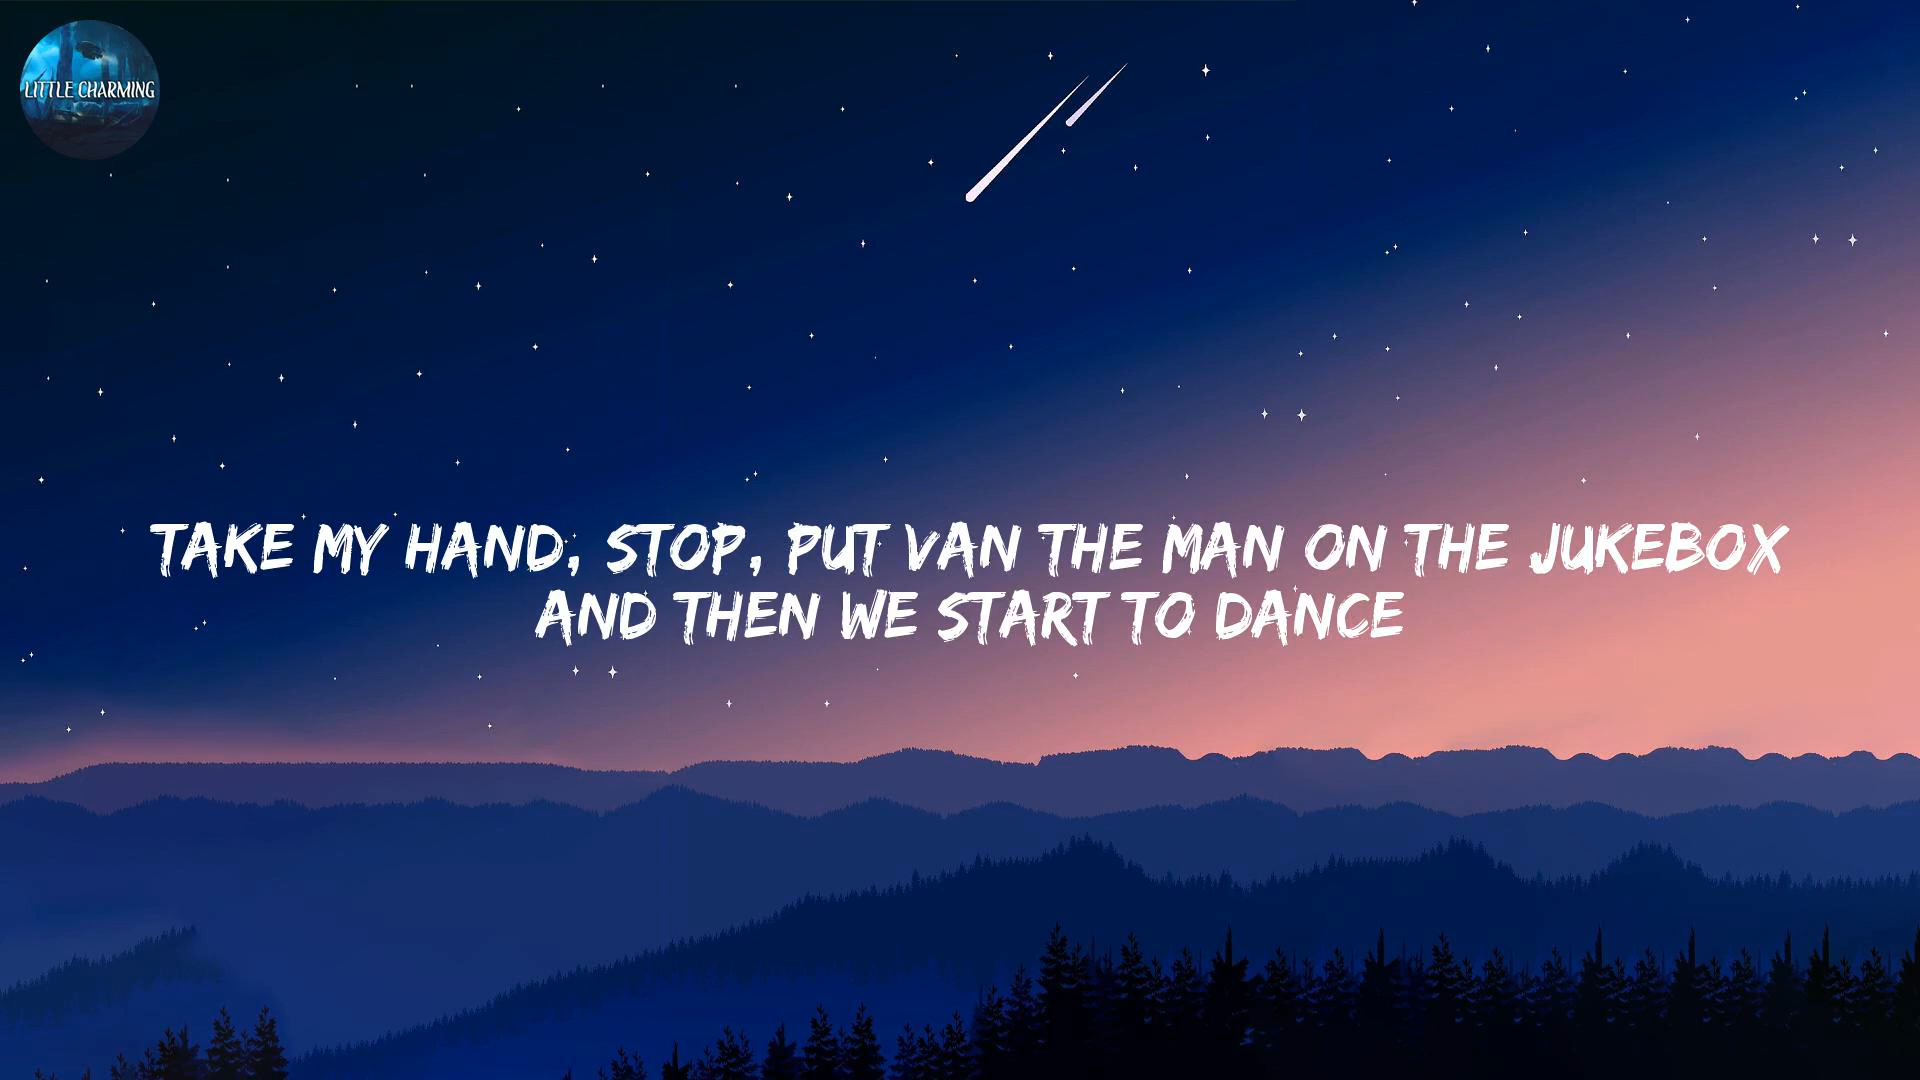 LITTLE CHARMING
TAKE MY HAND, STOP, PUT VAN THE MAN ON THE JUKEBOX
AND THEN WE START TO DANCE